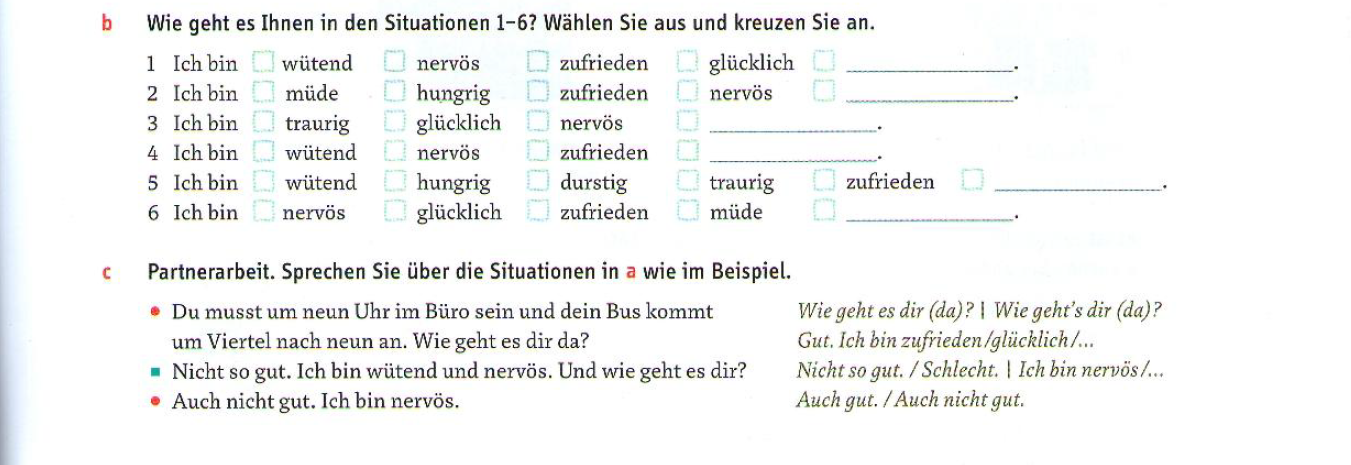 b Wie geht es Ihnen in den Situationen 1–6? Wählen Sie aus und kreuzen Sie an.
1 Ich bin wütend nervös zufrieden glücklich .
2 Ich bin müde hungrig zufrieden nervös .
3 Ich bin traurig glücklich nervös .
4 Ich bin wütend nervös zufrieden .
5 Ich bin wütend hungrig durstig traurig zufrieden .
6 Ich bin nervös glücklich zufrieden müde .
c Partnerarbeit. Sprechen Sie über die Situationen in a wie im Beispiel.
• Du musst um neun Uhr im Büro sein und dein Bus kommt
um Viertel nach neun an. Wie geht es dir da?
▪ Nicht so gut. Ich bin wütend und nervös. Und wie geht es dir?
• Auch nicht gut. Ich bin nervös.
Wie geht es dir (da)? | Wie geht's dir (da)?
Gut. Ich bin zufrieden/glücklich/...
Nicht so gut. / Schlecht. | Ich bin nervös/...
Auch gut. / Auch nicht gut.